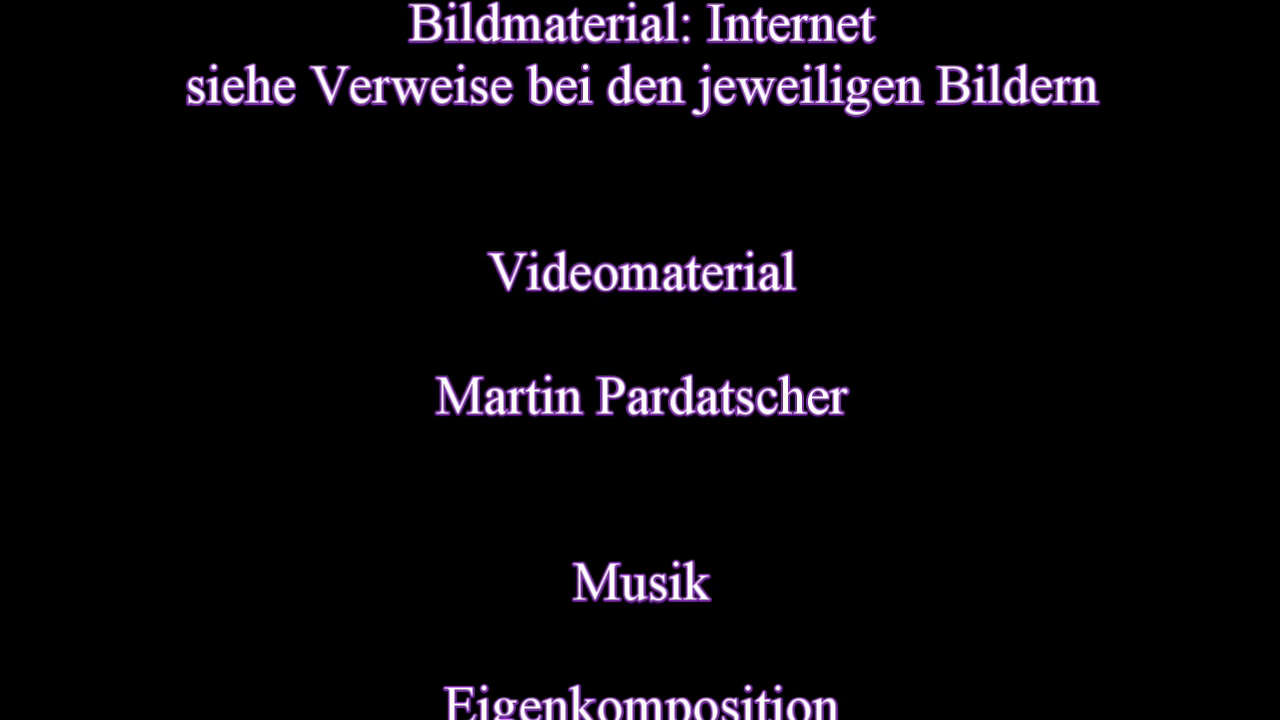 Bildmaterial: Internet
siehe Verweise bei den jeweiligen Bildern
Videomaterial
Martin Pardatscher
Musik
Eigenkomposition